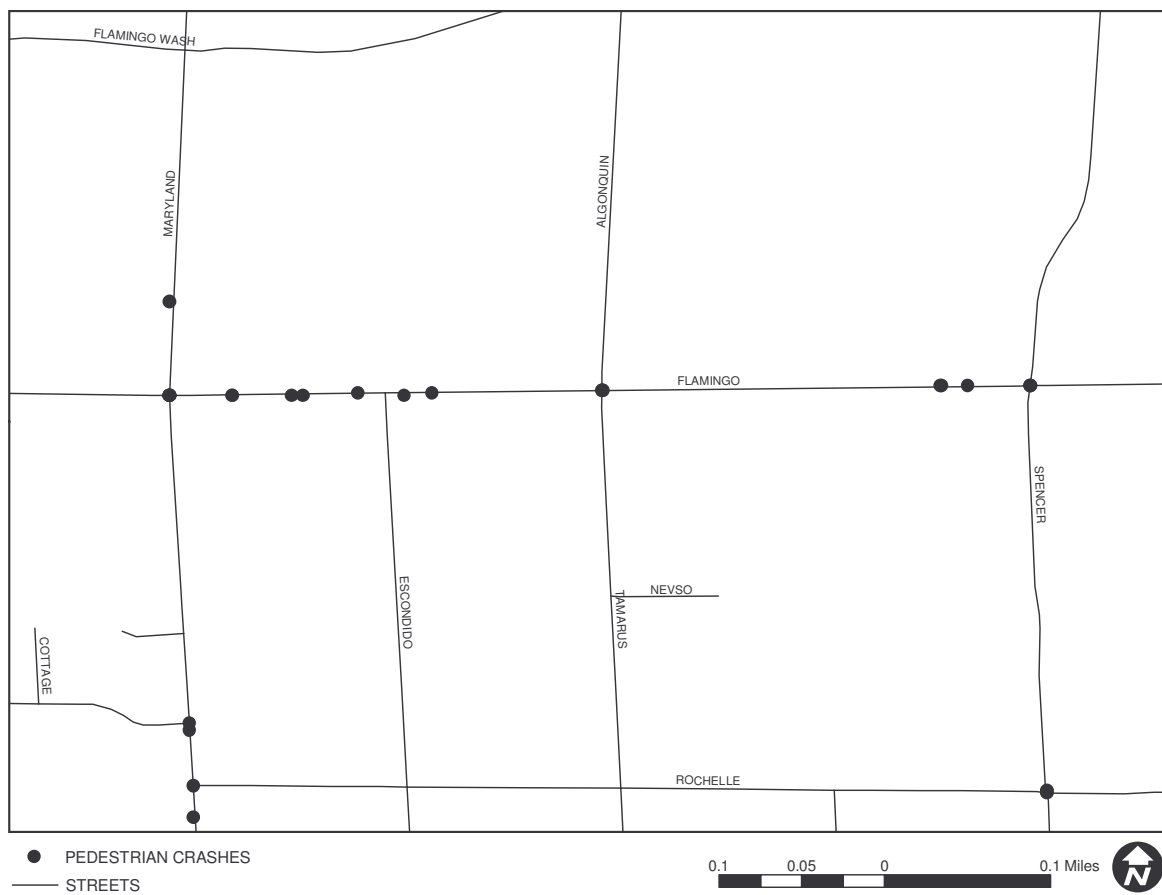 FLAMINGO WASH
MARYLAND
ALGONQUIN
FLAMINGO
SPENCER
ESCONDIDO
TAMARUS
NEVSO
COTTAGE
ROCHELLE
PEDESTRIAN CRASHES
STREETS
0.1 0.05 0 0.1 Miles
N